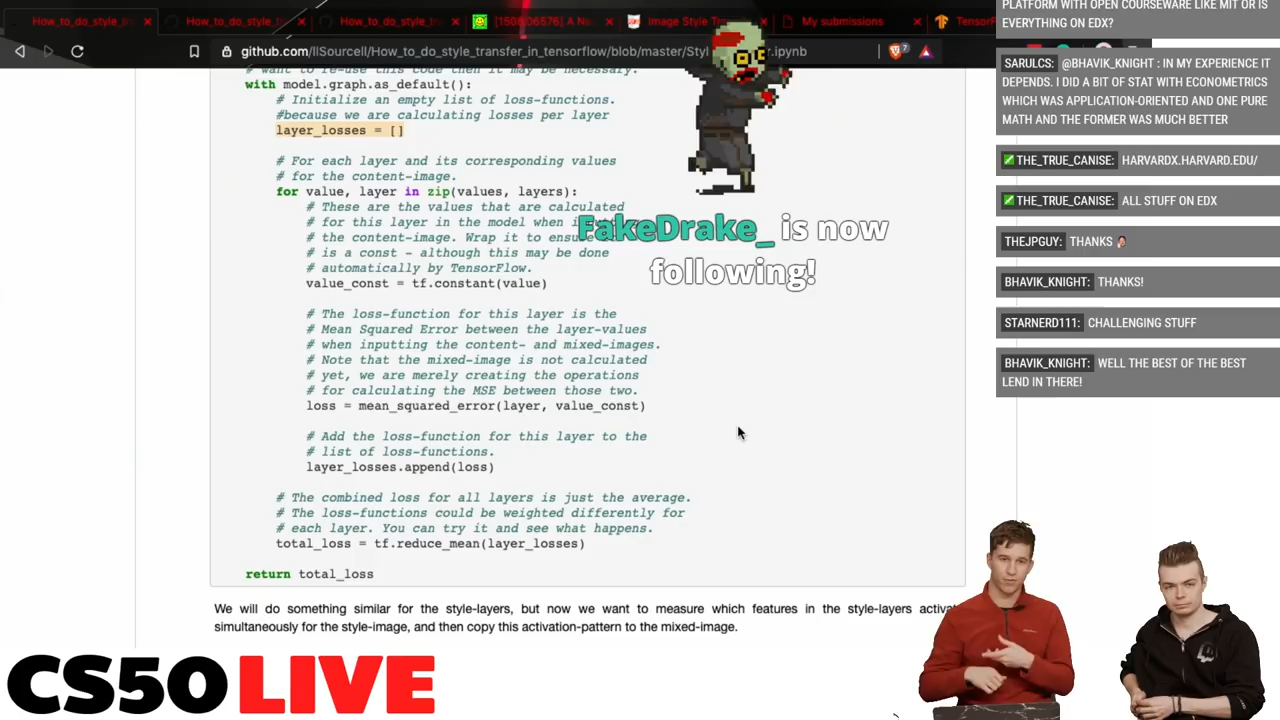 How_to_do_style_tra
How_to_do_style_t
How_to_do_style_t
[1508.06576] A Ne
Image Style Tr
My submissions
TensorF
github.com/llSourcell/How_to_do_style_transfer_in_tensorflow/blob/master/Styl
.ipynb
7
# want to re-use this code then it may be necessary.
with model.graph.as_default():
# Initialize an empty list of loss-functions.
#because we are calculating losses per layer
layer_losses = []
# For each layer and its corresponding values
# for the content-image.
for value, layer in zip(values, layers):
# These are the values that are calculated
# for this layer in the model when i
# the content-image. Wrap it to ensu
# is a const - although this may be done
# automatically by TensorFlow.
value_const = tf.constant(value)
# The loss-function for this layer is the
# Mean Squared Error between the layer-values
# when inputting the content- and mixed-images.
# Note that the mixed-image is not calculated
# yet, we are merely creating the operations
# for calculating the MSE between those two.
loss = mean_squared_error(layer, value_const)
# Add the loss-function for this layer to the
# list of loss-functions.
layer_losses.append(loss)
# The combined loss for all layers is just the average.
# The loss-functions could be weighted differently for
# each layer. You can try it and see what happens.
total_loss = tf.reduce_mean(layer_losses)
return total_loss
We will do something similar for the style-layers, but now we want to measure which features in the style-layers activat
simultaneously for the style-image, and then copy this activation-pattern to the mixed-image.
FakeDrake_ is now
following!
PLATFORM WITH OPEN COURSEWARE LIKE MIT OR IS
EVERYTHING ON EDX?
SARULCS: @BHAVIK_KNIGHT : IN MY EXPERIENCE IT
DEPENDS. I DID A BIT OF STAT WITH ECONOMETRICS
WHICH WAS APPLICATION-ORIENTED AND ONE PURE
MATH AND THE FORMER WAS MUCH BETTER
THE_TRUE_CANISE: HARVARDX.HARVARD.EDU/
THE_TRUE_CANISE: ALL STUFF ON EDX
THEJPGUY: THANKS
BHAVIK_KNIGHT: THANKS!
STARNERD111: CHALLENGING STUFF
BHAVIK_KNIGHT: WELL THE BEST OF THE BEST
LEND IN THERE!
CS50 LIVE